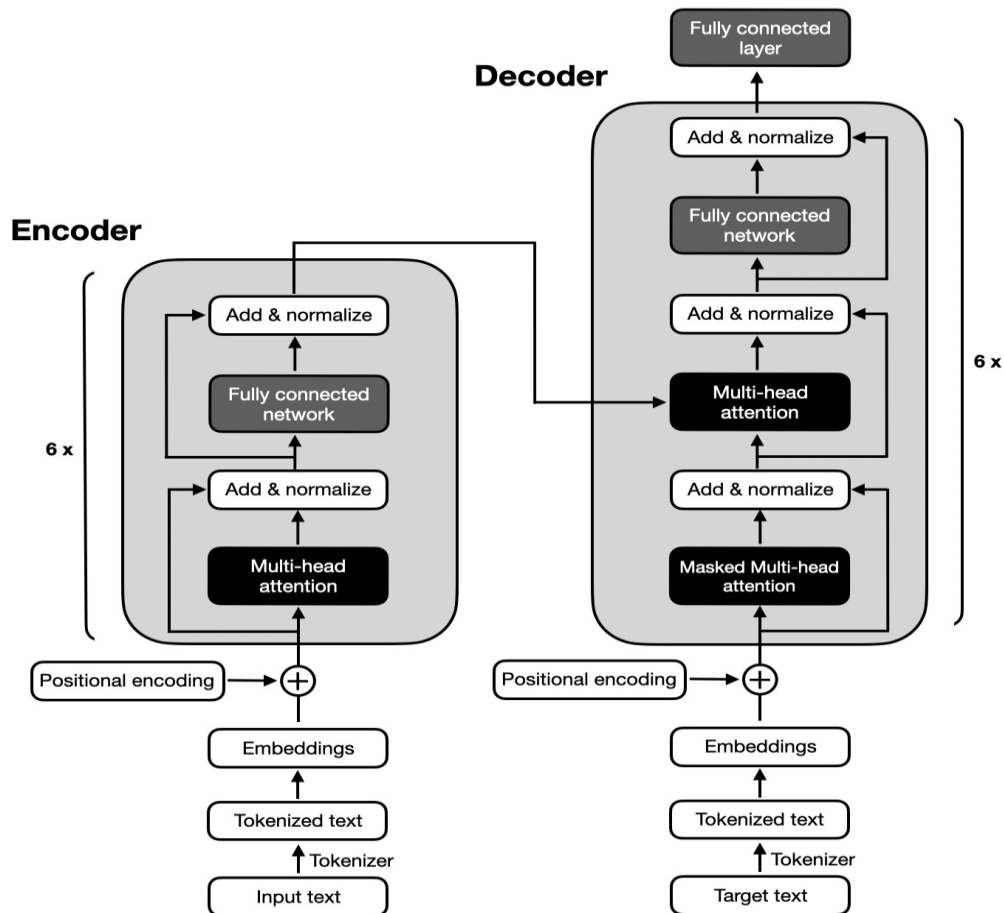 Fully connected
layer
Decoder
Add & normalize
Fully connected
network
Add & normalize
Multi-head
attention
Add & normalize
Masked Multi-head
attention
6 x
Positional encoding
Embeddings
Tokenized text
Tokenizer
Target text
Encoder
Add & normalize
Fully connected
network
6 x
Add & normalize
Multi-head
attention
Positional encoding
Embeddings
Tokenized text
Tokenizer
Input text